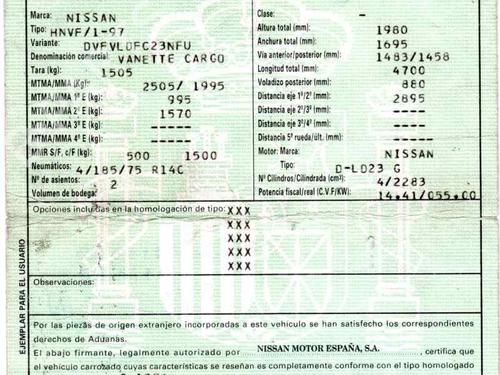 Marca: NISSAN
Tipo: HNVF/1-97
Variante: DVFVLDFC23NFU
Denominación comercial: VANETTE CARGO
Tara (kg): 1505
MTMA/MMA (Kg): 2505/ 1995
MTMA/MMA 1º E (kg): 995
MTMA/MMA 2º E (kg): 1570
MTMA/MMA 3º E (kg): -----
MTMA/MMA 4º E (kg): -----
MMR S/F, c/F (kg): 500 1500
Neumáticos: 4/185/75 R14C
Nº de asientos: 2
Volumen de bodega:
Clase: -
Altura total (mm): 1980
Anchura total (mm): 1695
Vía anterior/posterior (mm): 1483/1458
Longitud total (mm): 4700
Voladizo posterior (mm): 880
Distancia eje 1º/2º (mm): 2895
Distancia eje 2º/3º (mm): -----
Distancia eje 3º/4º (mm): -----
Distancia 5ª rueda/últ. (mm): -----
Motor: Marca: NISSAN
Tipo: D-LD23 G
Nº Cilindros/Cilindrada (cm³): 4/2283
Potencia fiscal/real (C.V.F/KW): 14.41/055.00
Opciones incluidas en la homologación de tipo: XXX
XXX
XXX
XXX
XXX
Observaciones:
EJEMPLAR PARA EL USUARIO
Por las piezas de origen extranjero incorporadas a este vehículo se han satisfecho los correspondientes
derechos de Aduanas.
El abajo firmante, legalmente autorizado por NISSAN MOTOR ESPAÑA, S.A. , certifica que
el vehículo carrozado cuyas características se reseñan es completamente conforme con el tipo homologado